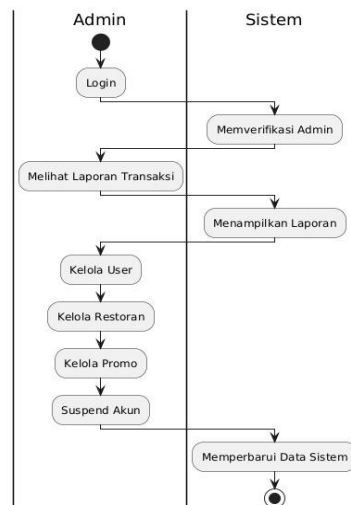 Admin
Sistem
Login
Memverifikasi Admin
Melihat Laporan Transaksi
Menampilkan Laporan
Kelola User
Kelola Restoran
Kelola Promo
Suspend Akun
Memperbarui Data Sistem